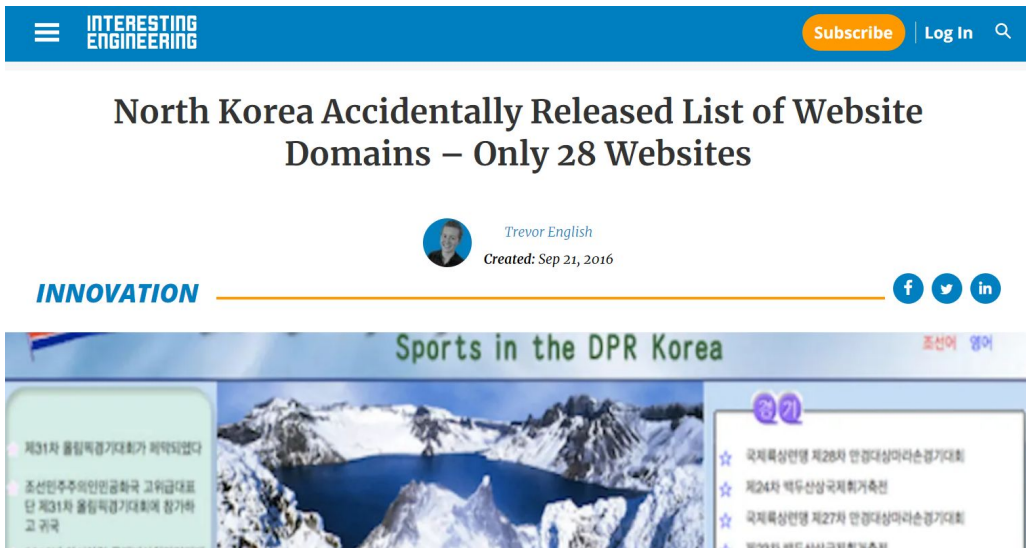 INTERESTING
ENGINEERING
Subscribe
Log In
North Korea Accidentally Released List of Website
Domains – Only 28 Websites
Trevor English
Created: Sep 21, 2016
INNOVATION
Sports in the DPR Korea
조선어 영어
경기
제31차 올림픽경기대회가 페막되였다
조선민주주의인민공화국 고위급대표
단 제31차 올림픽경기대회에 참가하
고 귀국
국제륙상련맹 제28차 만경대상마라손경기대회
제24차 백두산상국제휘거축전
국제륙상련맹 제27차 만경대상마라손경기대회